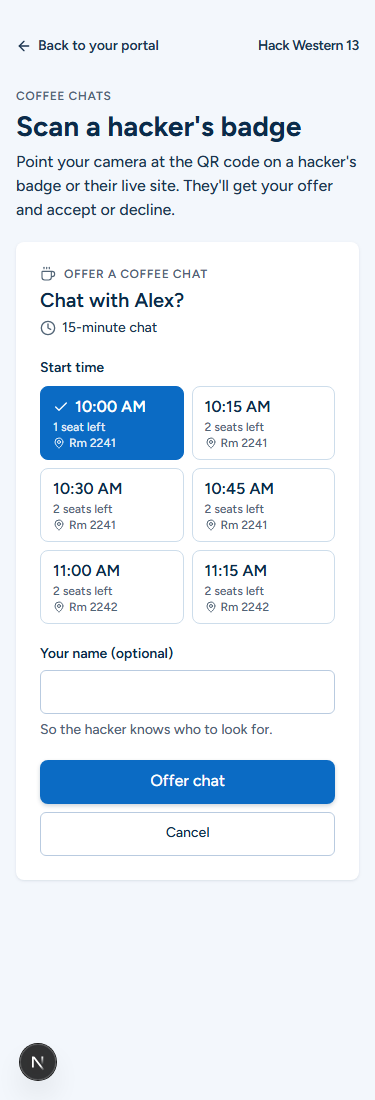 Back to your portal
Hack Western 13
COFFEE CHATS
Scan a hacker's badge
Point your camera at the QR code on a hacker's
badge or their live site. They'll get your offer
and accept or decline.
OFFER A COFFEE CHAT
Chat with Alex?
15-minute chat
Start time
10:00 AM
1 seat left
Rm 2241
10:15 AM
2 seats left
Rm 2241
10:30 AM
2 seats left
Rm 2241
10:45 AM
2 seats left
Rm 2241
11:00 AM
2 seats left
Rm 2242
11:15 AM
2 seats left
Rm 2242
Your name (optional)
So the hacker knows who to look for.
Offer chat
Cancel
N